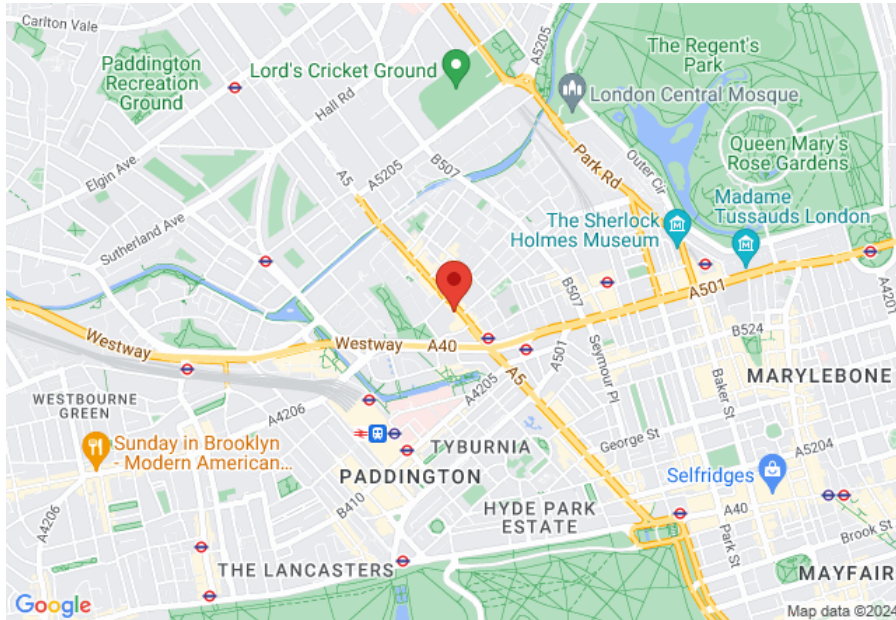 Carlton Vale
Paddington
Recreation
Ground
Lord's Cricket Ground
A5205
The Regent's
Park
Hall Rd
London Central Mosque
Elgin Ave
A5
A5205
B507
Park Rd
Outer Cir
Queen Mary's
Rose Gardens
Sutherland Ave
The Sherlock
Holmes Museum
Madame
Tussauds London
A501
A4201
B507
Westway
Westway
A40
B524
A501
Seymour Pl
A5
A4205
Baker St
MARYLEBONE
WESTBOURNE
GREEN
A4206
Sunday in Brooklyn
- Modern American...
TYBURNIA
George St
A5204
PADDINGTON
Selfridges
HYDE PARK
ESTATE
B410
A4206
A40
Park St
Brook St
THE LANCASTERS
MAYFAIR
Google
Map data ©2024